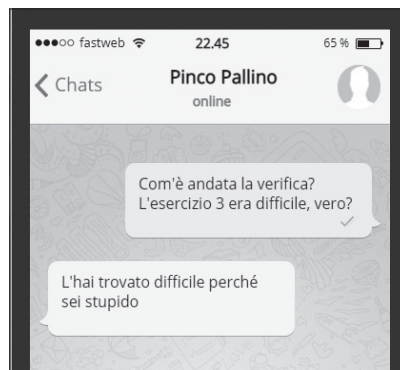 fastweb 22.45 65 %
Chats Pinco Pallino
online
Com'è andata la verifica?
L'esercizio 3 era difficile, vero?
L'hai trovato difficile perché
sei stupido